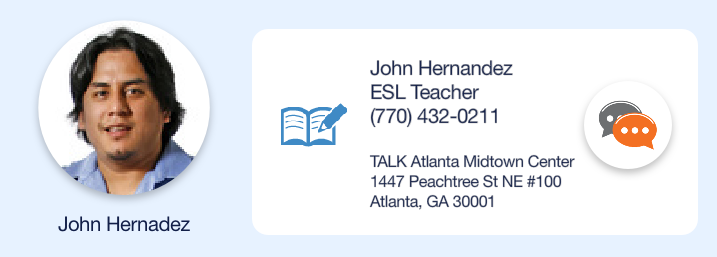 John Hernadez
John Hernandez
ESL Teacher
(770) 432-0211
TALK Atlanta Midtown Center
1447 Peachtree St NE #100
Atlanta, GA 30001